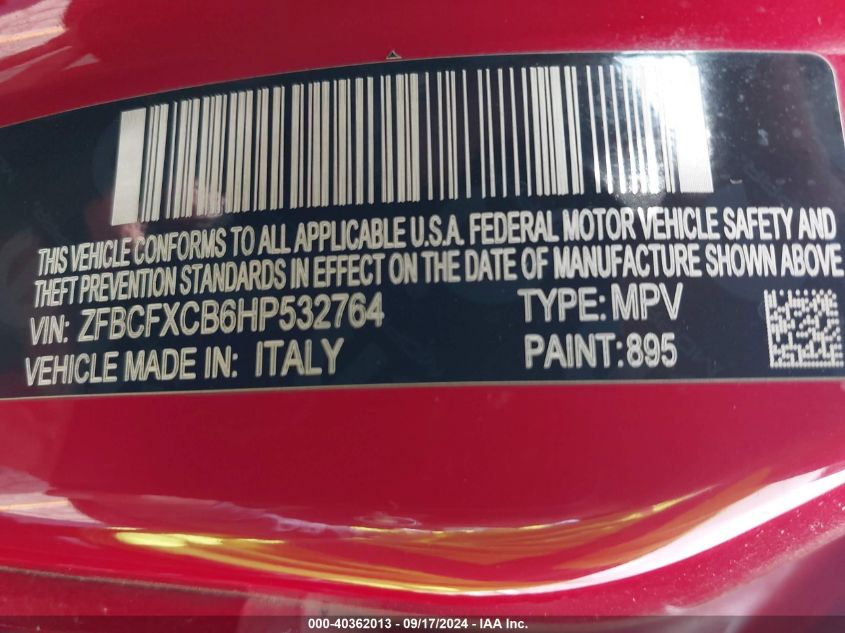 THIS VEHICLE CONFORMS TO ALL APPLICABLE U.S.A. FEDERAL MOTOR VEHICLE SAFETY AND
THEFT PREVENTION STANDARDS IN EFFECT ON THE DATE OF MANUFACTURE SHOWN ABOVE
VIN: ZFBCFXCB6HP532764 TYPE: MPV
VEHICLE MADE IN: ITALY PAINT:895
000-40362013 - 09/17/2024 - IAA Inc.